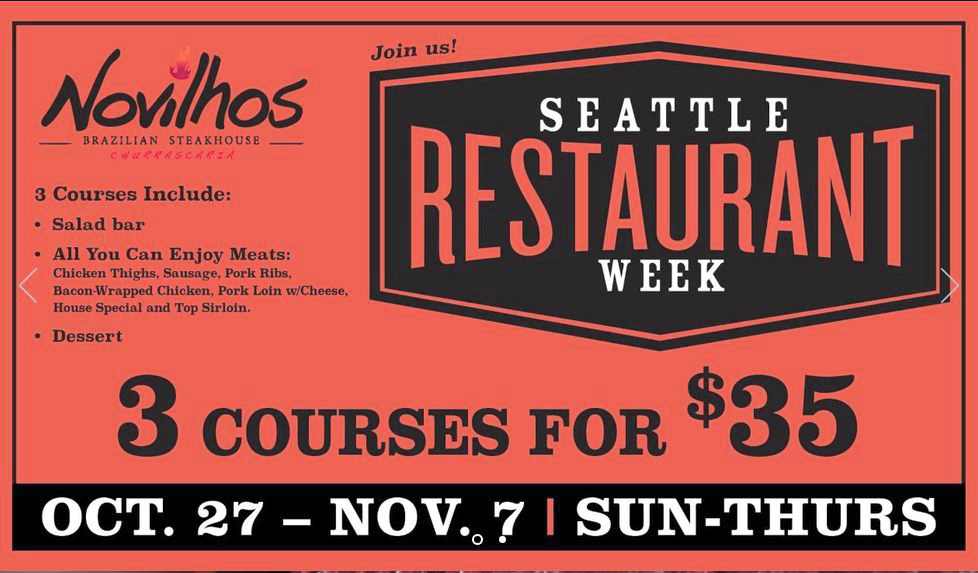 Novilhos
BRAZILIAN STEAKHOUSE
CHURRASCARIA
Join us!
SEATTLE
RESTAURANT
WEEK
3 Courses Include:
• Salad bar
• All You Can Enjoy Meats:
Chicken Thighs, Sausage, Pork Ribs,
Bacon-Wrapped Chicken, Pork Loin w/Cheese,
House Special and Top Sirloin.
• Dessert
3 COURSES FOR $35
OCT. 27 – NOV. 7 | SUN-THURS